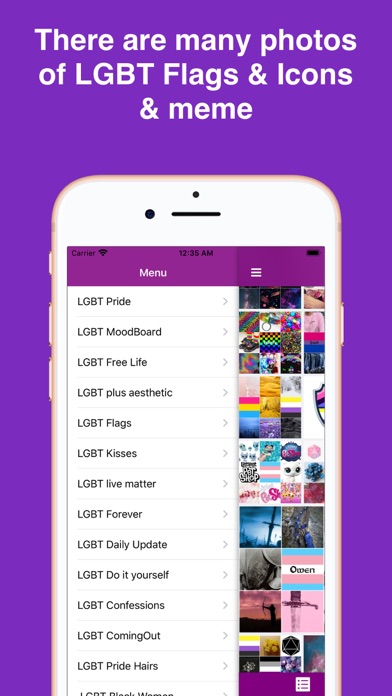 There are many photos
of LGBT Flags & Icons
& meme
Carrier 12:35 AM
Menu
LGBT Pride
LGBT MoodBoard
LGBT Free Life
LGBT plus aesthetic
LGBT Flags
LGBT Kisses
LGBT live matter
LGBT Forever
LGBT Daily Update
LGBT Do it yourself
LGBT Confessions
LGBT ComingOut
LGBT Pride Hairs
LGBT Black Women
Owen